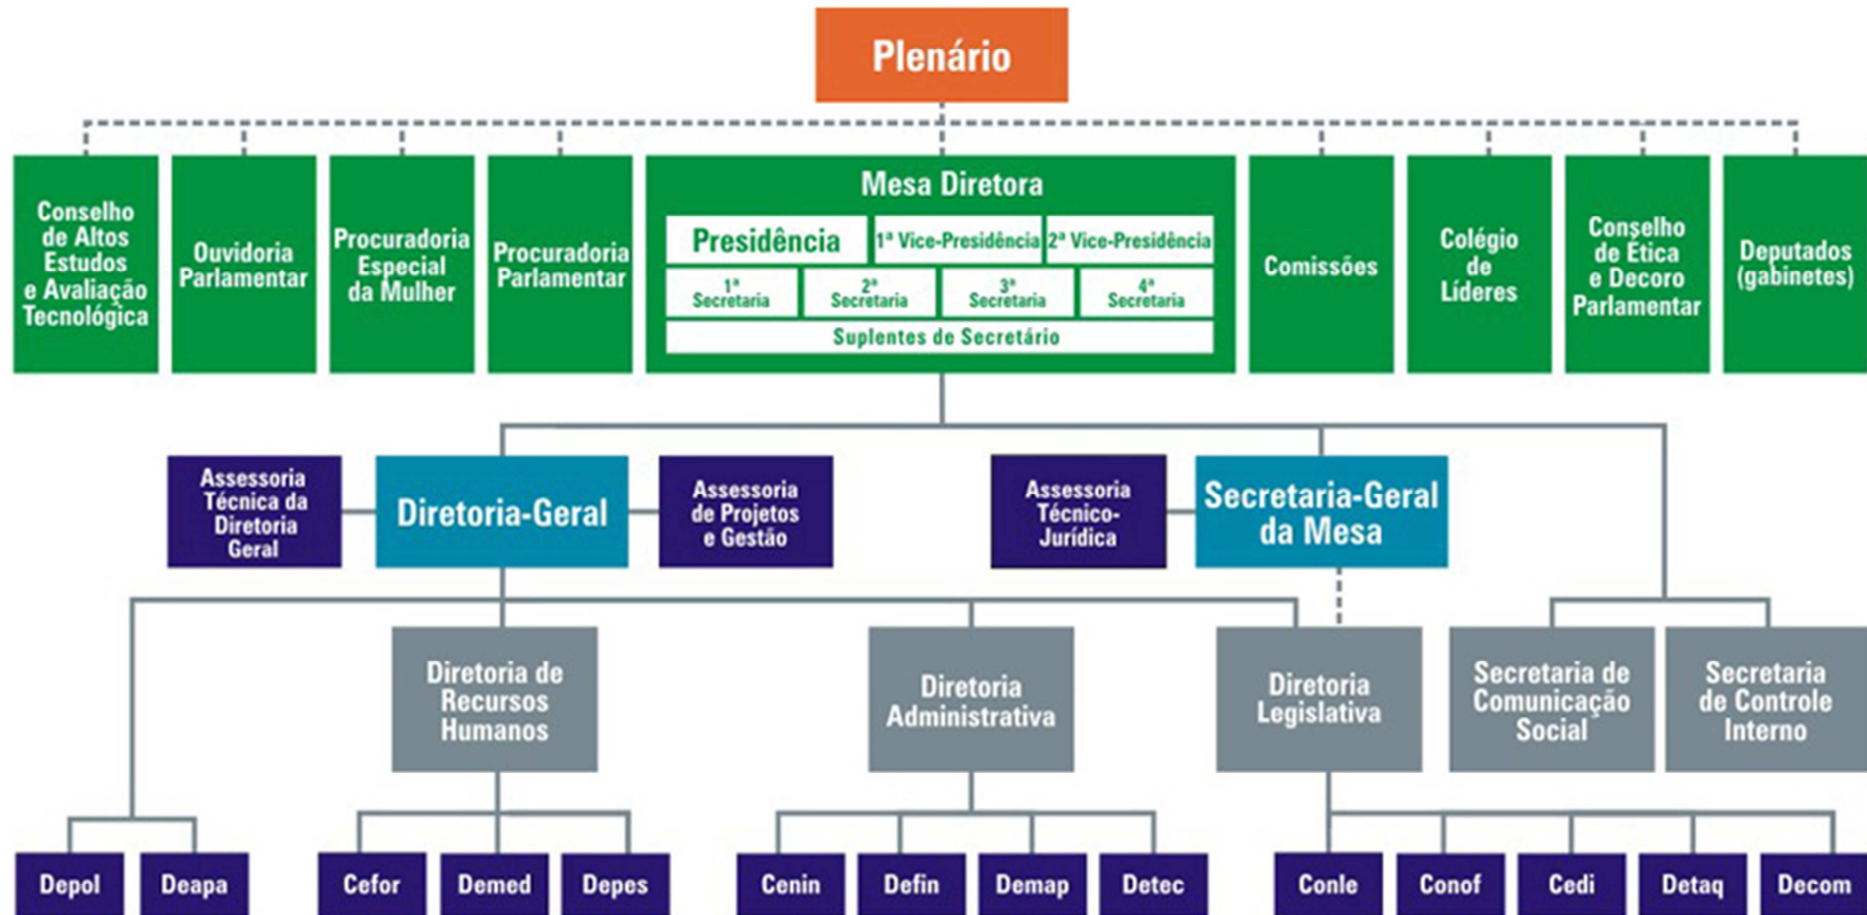 Plenário
Conselho
de Altos
Estudos
e Avaliação
Tecnológica
Ouvidoria
Parlamentar
Procuradoria
Especial
da Mulher
Procuradoria
Parlamentar
Mesa Diretora
Presidência
1ª Vice-Presidência
2ª Vice-Presidência
1ª
Secretaria
2ª
Secretaria
3ª
Secretaria
4ª
Secretaria
Suplentes de Secretário
Comissões
Colégio
de
Líderes
Conselho
de Ética
e Decoro
Parlamentar
Deputados
(gabinetes)
Assessoria
Técnica da
Diretoria
Geral
Diretoria-Geral
Assessoria
de Projetos
e Gestão
Assessoria
Técnico-
Jurídica
Secretaria-Geral
da Mesa
Diretoria de
Recursos
Humanos
Diretoria
Administrativa
Diretoria
Legislativa
Secretaria de
Comunicação
Social
Secretaria
de Controle
Interno
Depol
Deapa
Cefor
Demed
Depes
Cenin
Defin
Demap
Detec
Conle
Conof
Cedi
Detaq
Decom